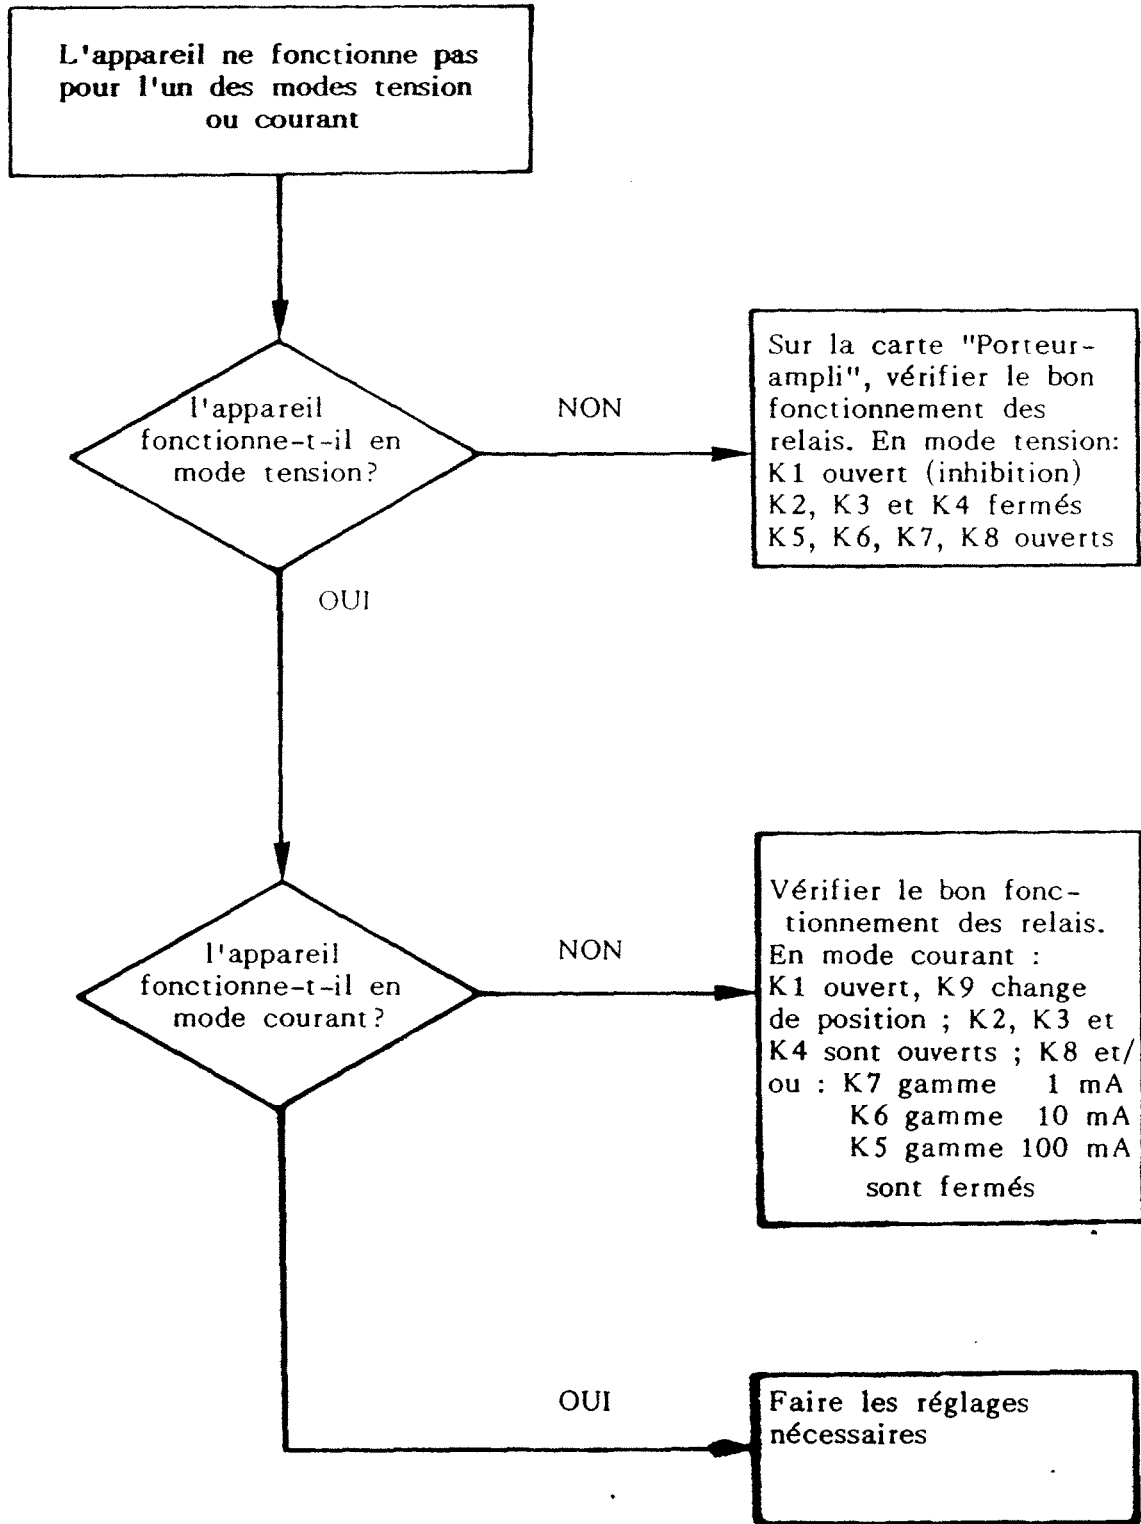 L'appareil ne fonctionne pas
pour l'un des modes tension
ou courant
l'appareil
fonctionne-t-il en
mode tension?
NON
Sur la carte "Porteur-
ampli", vérifier le bon
fonctionnement des
relais. En mode tension:
K1 ouvert (inhibition)
K2, K3 et K4 fermés
K5, K6, K7, K8 ouverts
OUI
l'appareil
fonctionne-t-il en
mode courant?
NON
Vérifier le bon fonc-
tionnement des relais.
En mode courant :
K1 ouvert, K9 change
de position ; K2, K3 et
K4 sont ouverts ; K8 et/
ou : K7 gamme 1 mA
K6 gamme 10 mA
K5 gamme 100 mA
sont fermés
OUI
Faire les réglages
nécessaires